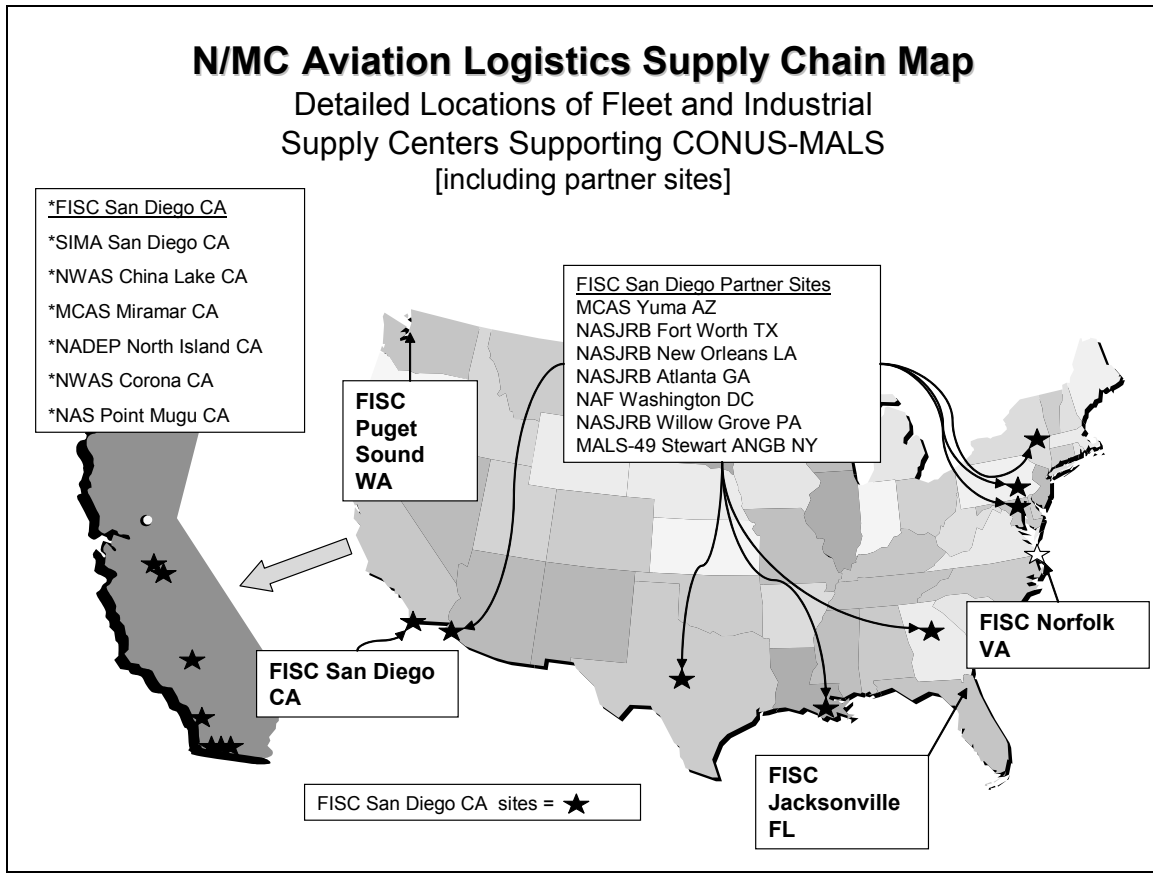 N/MC Aviation Logistics Supply Chain Map
Detailed Locations of Fleet and Industrial
Supply Centers Supporting CONUS-MALS
[including partner sites]
*FISC San Diego CA
*SIMA San Diego CA
*NWAS China Lake CA
*MCAS Miramar CA
*NADEP North Island CA
*NWAS Corona CA
*NAS Point Mugu CA
FISC San Diego Partner Sites
MCAS Yuma AZ
NASJRB Fort Worth TX
NASJRB New Orleans LA
NASJRB Atlanta GA
NAF Washington DC
NASJRB Willow Grove PA
MALS-49 Stewart ANGB NY
FISC
Puget
Sound
WA
FISC San Diego
CA
FISC Norfolk
VA
FISC
Jacksonville
FL
FISC San Diego CA sites =